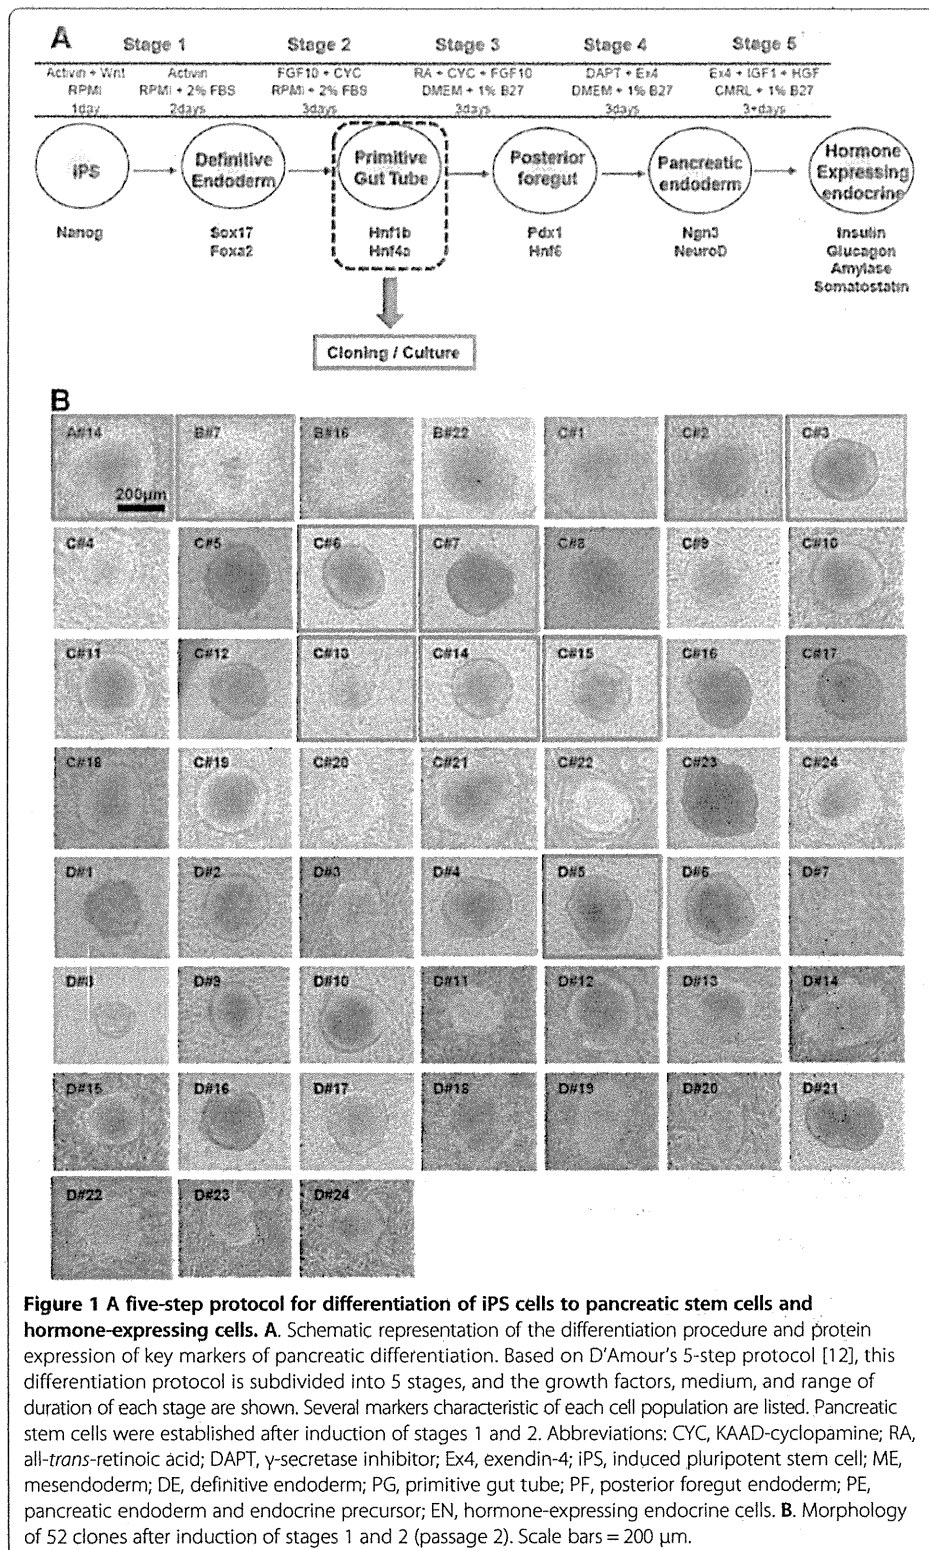 A
Stage 1 Stage 2 Stage 3 Stage 4 Stage 5
Activin + Wnt Activin FGF10 + CYC RA + CYC + FGF10 DAPT + Ex4 Ex4 + IGF1 + HGF
RPMI RPMI + 2% FBS RPMI + 2% FBS DMEM + 1% B27 DMEM + 1% B27 CMRL + 1% B27
1day 2days 3days 3days 3days 3+days
iPS
Definitive
Endoderm
Primitive
Gut Tube
Posterior
foregut
Pancreatic
endoderm
Hormone
Expressing
endocrine
Nanog
Sox17
Foxa2
Hnf1b
Hnf4a
Pdx1
Hnf6
Ngn3
NeuroD
Insulin
Glucagon
Amylase
Somatostatin
Cloning / Culture
B
A#14 B#7 B#16 B#22 C#1 C#2 C#3
200μm
C#4 C#5 C#6 C#7 C#8 C#9 C#10
C#11 C#12 C#13 C#14 C#15 C#16 C#17
C#18 C#19 C#20 C#21 C#22 C#23 C#24
D#1 D#2 D#3 D#4 D#5 D#6 D#7
D#8 D#9 D#10 D#11 D#12 D#13 D#14
D#15 D#16 D#17 D#18 D#19 D#20 D#21
D#22 D#23 D#24
Figure 1 A five-step protocol for differentiation of iPS cells to pancreatic stem cells and
hormone-expressing cells. A. Schematic representation of the differentiation procedure and protein
expression of key markers of pancreatic differentiation. Based on D'Amour's 5-step protocol [12], this
differentiation protocol is subdivided into 5 stages, and the growth factors, medium, and range of
duration of each stage are shown. Several markers characteristic of each cell population are listed. Pancreatic
stem cells were established after induction of stages 1 and 2. Abbreviations: CYC, KAAD-cyclopamine; RA,
all-trans-retinoic acid; DAPT, γ-secretase inhibitor; Ex4, exendin-4; iPS, induced pluripotent stem cell; ME,
mesendoderm; DE, definitive endoderm; PG, primitive gut tube; PF, posterior foregut endoderm; PE,
pancreatic endoderm and endocrine precursor; EN, hormone-expressing endocrine cells. B. Morphology
of 52 clones after induction of stages 1 and 2 (passage 2). Scale bars = 200 μm.